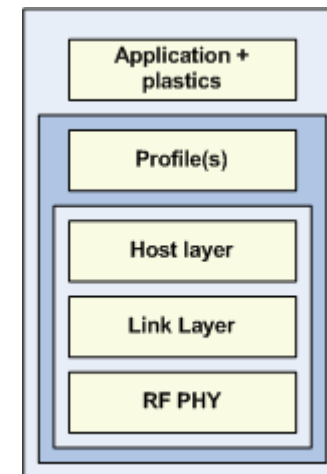 Application +
plastics
Profile(s)
Host layer
Link Layer
RF PHY